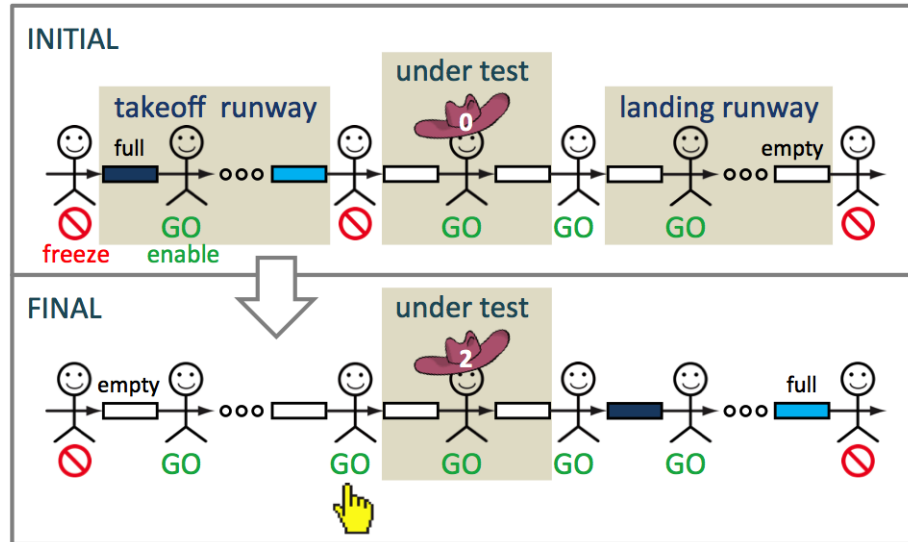 INITIAL
under test
takeoff runway
landing runway
0
full
empty
GO
GO
GO
GO
freeze
enable
FINAL
under test
2
empty
full
GO
GO
GO
GO
GO